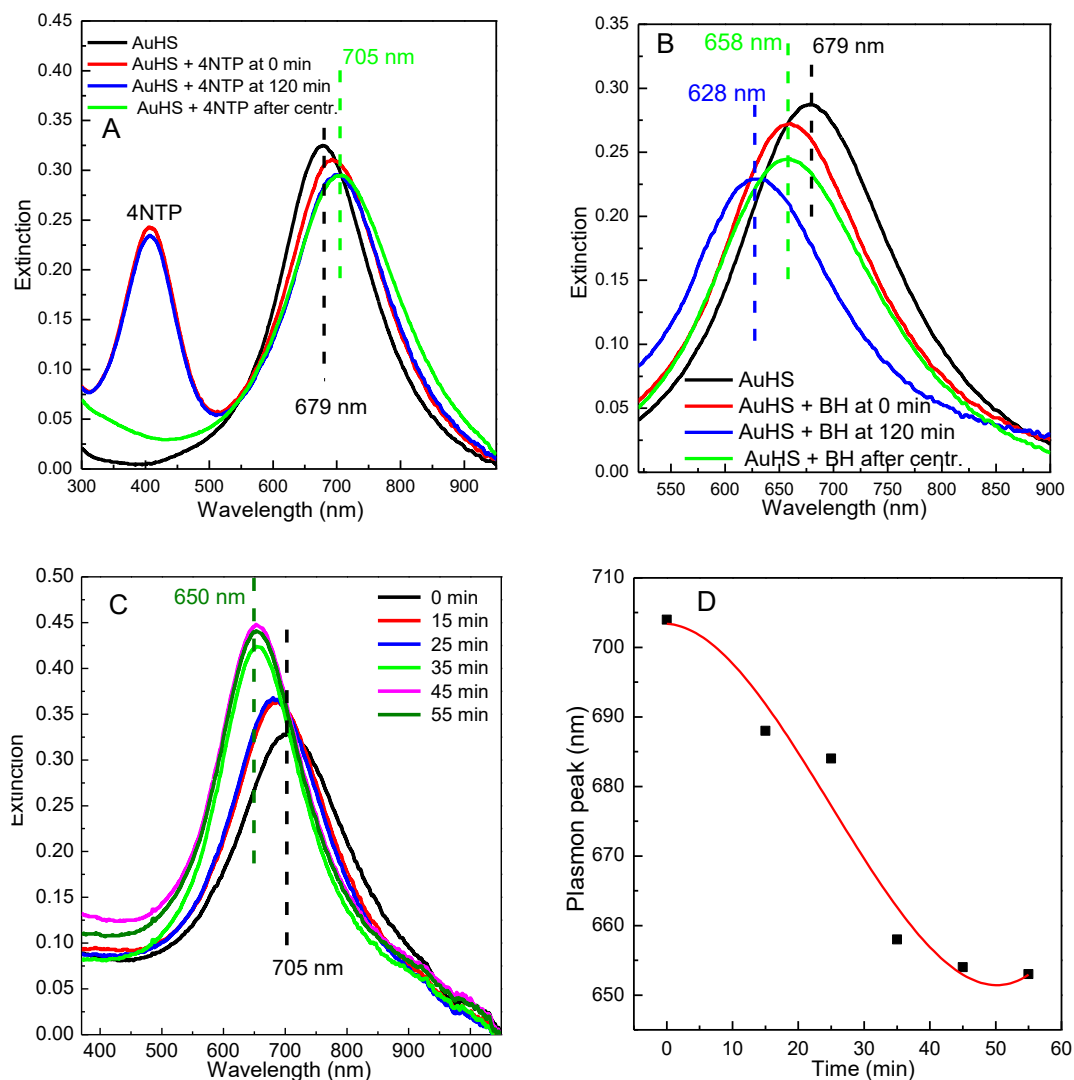 0.45
0.40
0.35
0.30
0.25
0.20
0.15
0.10
0.05
0.00
Extinction
AuHS
AuHS + 4NTP at 0 min
AuHS + 4NTP at 120 min
AuHS + 4NTP after centr.
A
705 nm
4NTP
679 nm
300 400 500 600 700 800 900
Wavelength (nm)
0.35
0.30
0.25
0.20
0.15
0.10
0.05
0.00
Extinction
B
658 nm
679 nm
628 nm
AuHS
AuHS + BH at 0 min
AuHS + BH at 120 min
AuHS + BH after centr.
550 600 650 700 750 800 850 900
Wavelength (nm)
0.50
0.45
0.40
0.35
0.30
0.25
0.20
0.15
0.10
0.05
0.00
Extinction
C
650 nm
0 min
15 min
25 min
35 min
45 min
55 min
705 nm
400 500 600 700 800 900 1000
Wavelength (nm)
710
700
690
680
670
660
650
Plasmon peak (nm)
D
0 10 20 30 40 50 60
Time (min)